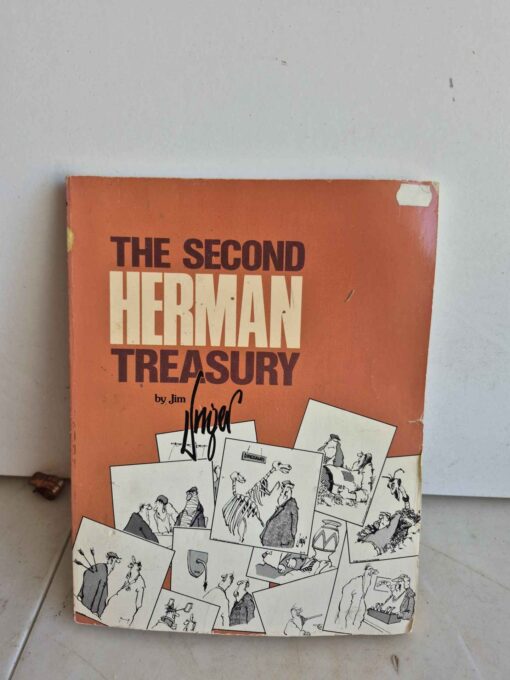 THE SECOND
HERMAN
TREASURY
by Jim Unger